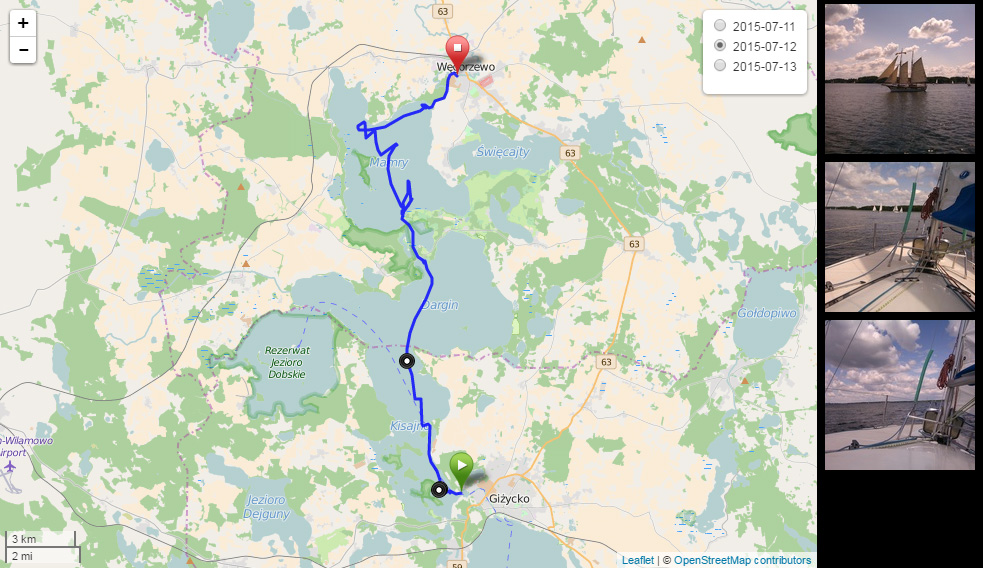 +
−
63
2015-07-11
2015-07-12
2015-07-13
Węgorzewo
Mamry
Święcajty
63
63
Dargin
Gołdopiwo
Rezerwat
Jezioro
Dobskie
63
Kisajno
n-Wilamowo
irport
Jezioro
Dejguny
Giżycko
3 km
2 mi
59
Leaflet | © OpenStreetMap contributors